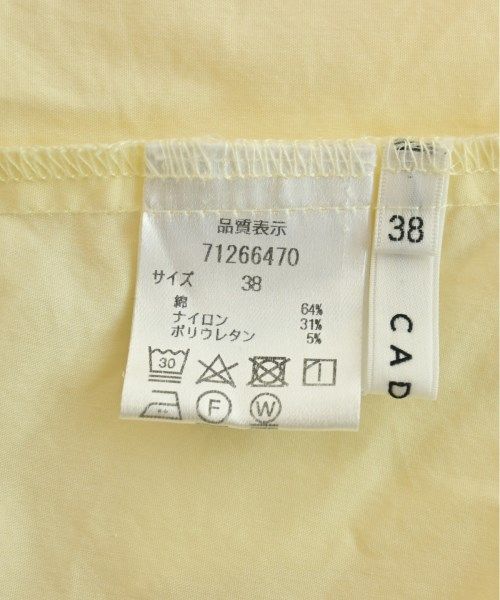 品質表示
71266470
サイズ 38
綿 64%
ナイロン 31%
ポリウレタン 5%
30
F W
38
CAD